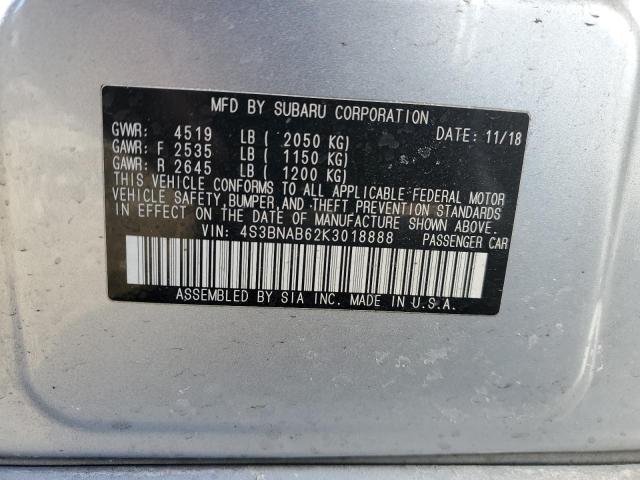 MFD BY SUBARU CORPORATION
GVWR: 4519 LB ( 2050 KG) DATE: 11/18
GAWR: F 2535 LB ( 1150 KG)
GAWR: R 2645 LB ( 1200 KG)
THIS VEHICLE CONFORMS TO ALL APPLICABLE FEDERAL MOTOR
VEHICLE SAFETY, BUMPER, AND THEFT PREVENTION STANDARDS
IN EFFECT ON THE DATE OF MANUFACTURE SHOWN ABOVE.
VIN: 4S3BNAB62K3018888 PASSENGER CAR
ASSEMBLED BY SIA INC. MADE IN U.S.A.